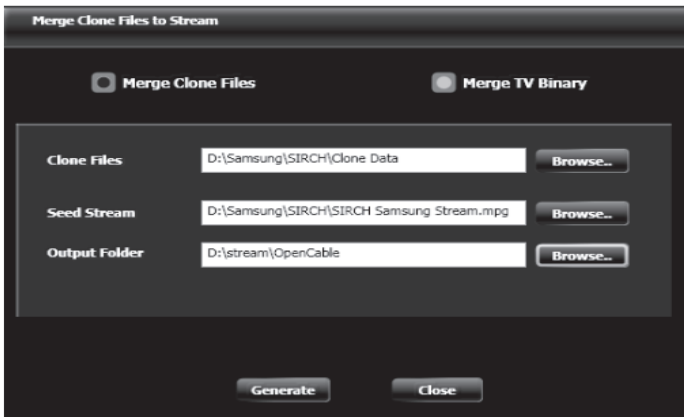 Merge Clone Files to Stream
Merge Clone Files Merge TV Binary
Clone Files D:\Samsung\SIRCH\Clone Data Browse..
Seed Stream D:\Samsung\SIRCH\SIRCH Samsung Stream.mpg Browse..
Output Folder D:\stream\OpenCable Browse..
Generate Close